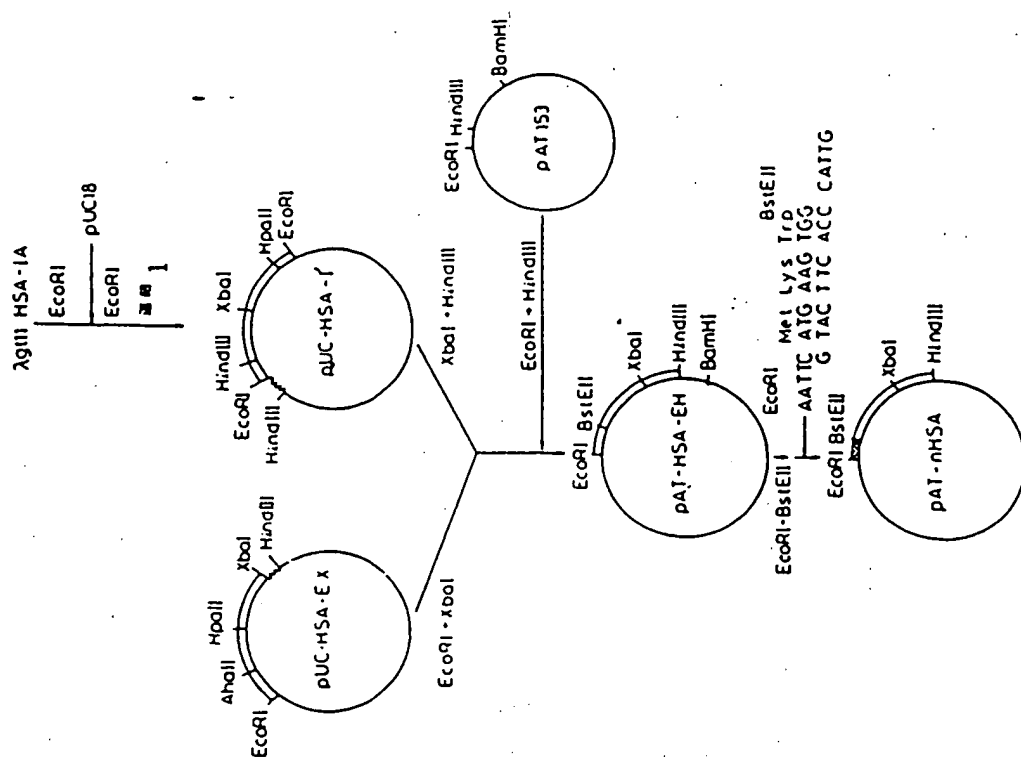 λgt11 HSA-1A
EcoRI
pUC18
EcoRI
1
HindIII
XbaI
HpaII
EcoRI
EcoRI
HindIII
pUC-HSA-I'
XbaI+HindIII
AhaII
HpaII
XbaI
HindIII
EcoRI
pUC-HSA-EX
EcoRI+XbaI
EcoRI HindIII
BamHI
pAT153
EcoRI+HindIII
EcoRI BstEII
XbaI
HindIII
BamHI
pAT-HSA-EH
EcoRI+BstEII
EcoRI
BstEII
Met Lys Trp
AATTC ATG AAG TGG
G TAC TTC ACC CATTG
EcoRI BstEII
XbaI
HindIII
pAT-nHSA